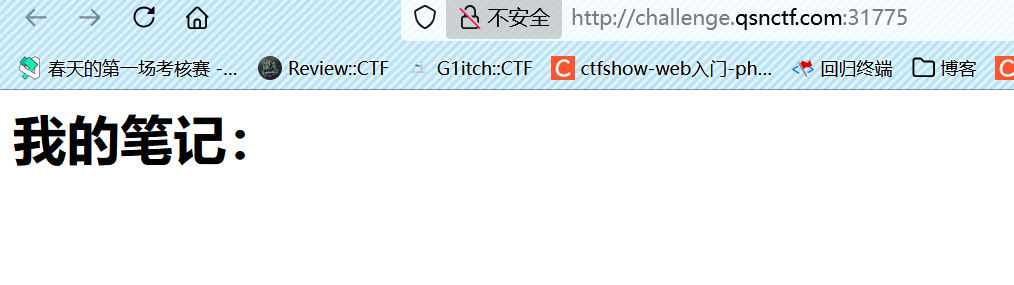 不安全 http://challenge.qsnctf.com:31775
春天的第一场考核赛 -... Review::CTF G1itch::CTF ctfshow-web入门-ph... 回归终端 博客
我的笔记：